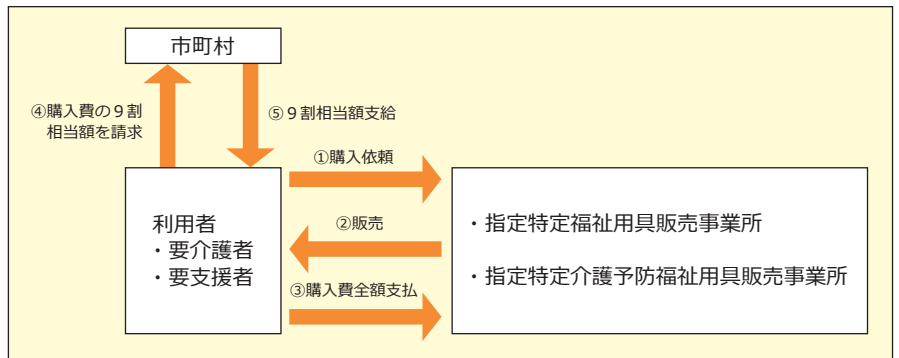 市町村
④購入費の９割
相当額を請求
⑤９割相当額支給
①購入依頼
利用者
・要介護者
・要支援者
②販売
③購入費全額支払
・指定特定福祉用具販売事業所
・指定特定介護予防福祉用具販売事業所